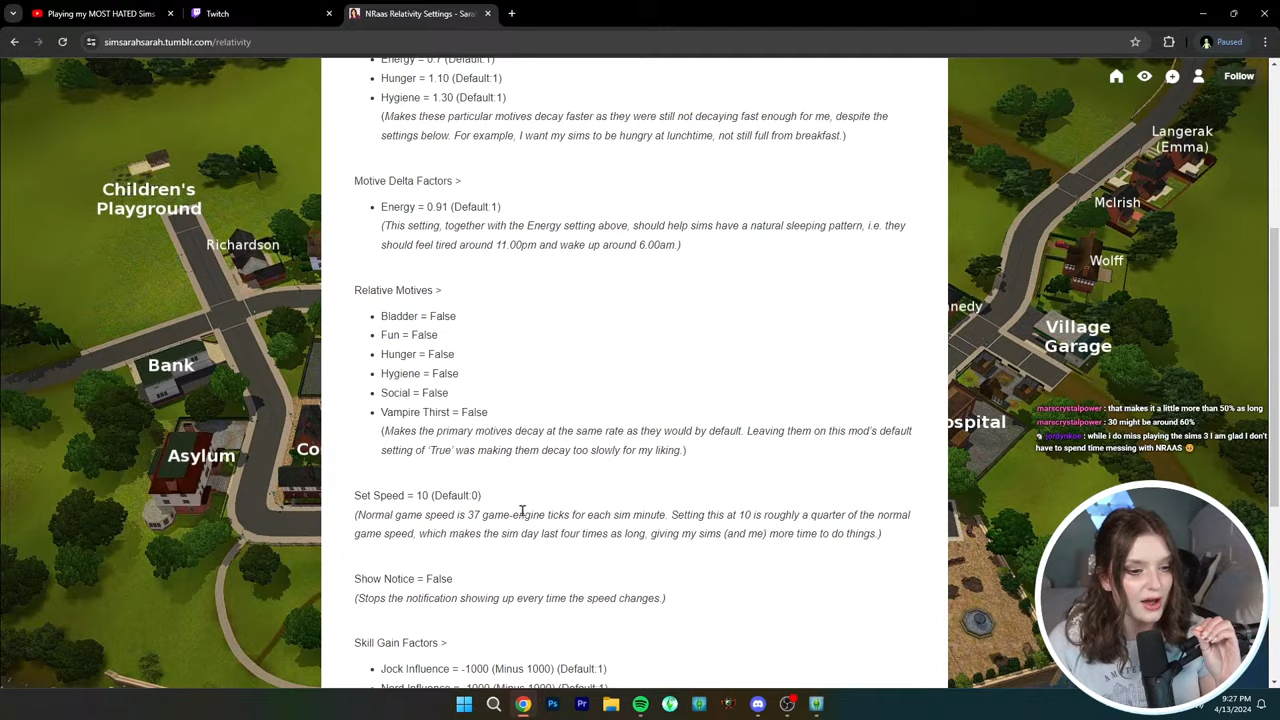 Playing my MOST HATED Sims
Twitch
NRaas Relativity Settings - Sara
simsarahsarah.tumblr.com/relativity
Paused
Follow
Energy = 0.7 (Default:1)
Hunger = 1.10 (Default:1)
Hygiene = 1.30 (Default:1)
(Makes these particular motives decay faster as they were still not decaying fast enough for me, despite the
settings below. For example, I want my sims to be hungry at lunchtime, not still full from breakfast.)
Motive Delta Factors >
Energy = 0.91 (Default:1)
(This setting, together with the Energy setting above, should help sims have a natural sleeping pattern, i.e. they
should feel tired around 11.00pm and wake up around 6.00am.)
Relative Motives >
Bladder = False
Fun = False
Hunger = False
Hygiene = False
Social = False
Vampire Thirst = False
(Makes the primary motives decay at the same rate as they would by default. Leaving them on this mod's default
setting of 'True' was making them decay too slowly for my liking.)
Set Speed = 10 (Default:0)
(Normal game speed is 37 game-engine ticks for each sim minute. Setting this at 10 is roughly a quarter of the normal
game speed, which makes the sim day last four times as long, giving my sims (and me) more time to do things.)
Show Notice = False
(Stops the notification showing up every time the speed changes.)
Skill Gain Factors >
Jock Influence = -1000 (Minus 1000) (Default:1)
Nerd Influence = -1000 (Minus 1000) (Default:1)
Children's
Playground
Richardson
Bank
Asylum
Co
Langerak
(Emma)
McIrish
Wolff
nedy
Village
Garage
ospital
marscrystalpower : that makes it a little more than 50% as long
marscrystalpower : 30 might be around 60%
jordynkoe : while i do miss playing the sims 3 I am glad I don't
have to spend time messing with NRAAS
9:27 PM
4/13/2024